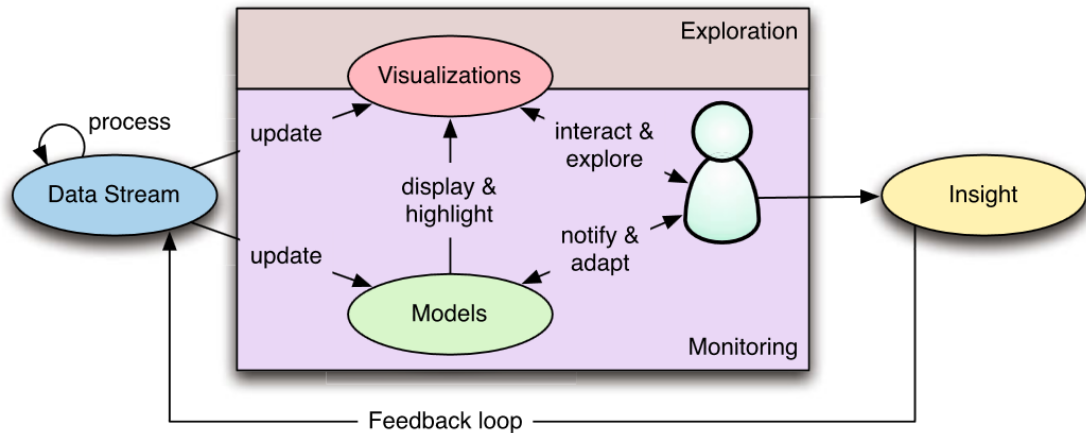 Exploration
Visualizations
process
update
interact &
explore
Data Stream
display &
highlight
Insight
notify &
adapt
update
Models
Monitoring
Feedback loop